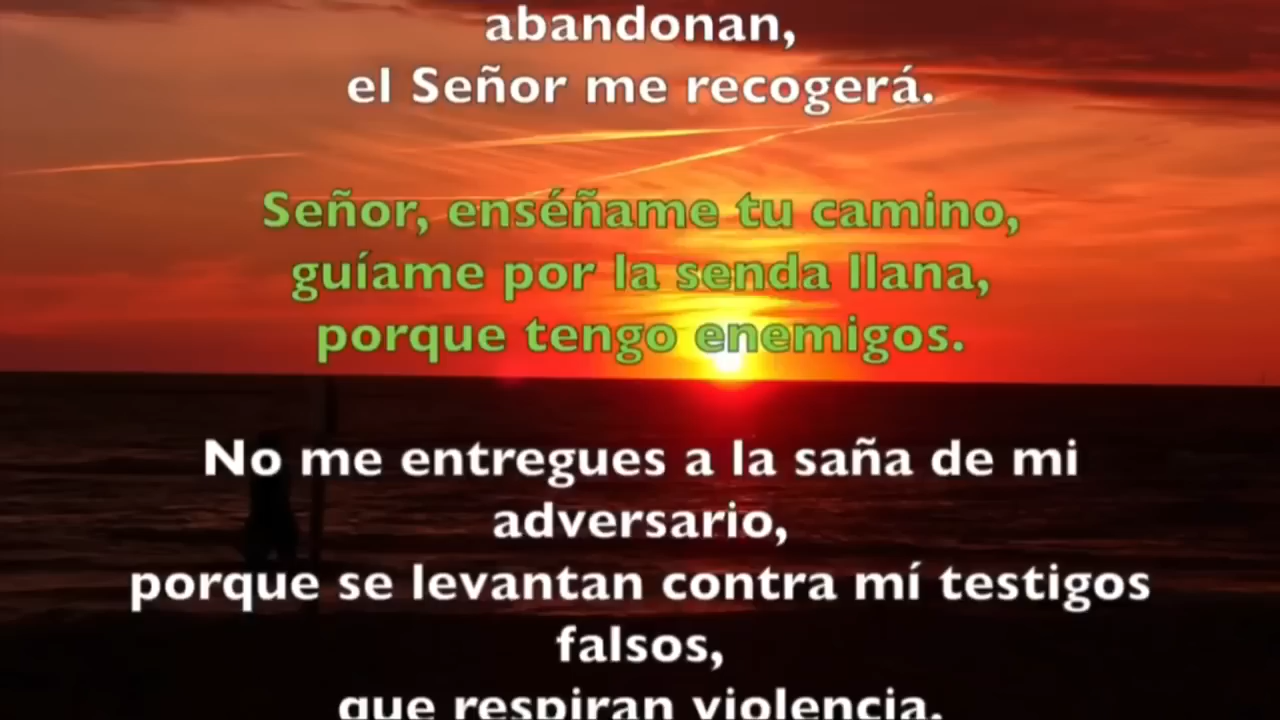 abandonan,
el Señor me recogerá.
Señor, enséñame tu camino,
guíame por la senda llana,
porque tengo enemigos.
No me entregues a la saña de mi
adversario,
porque se levantan contra mí testigos
falsos,
que respiran violencia.